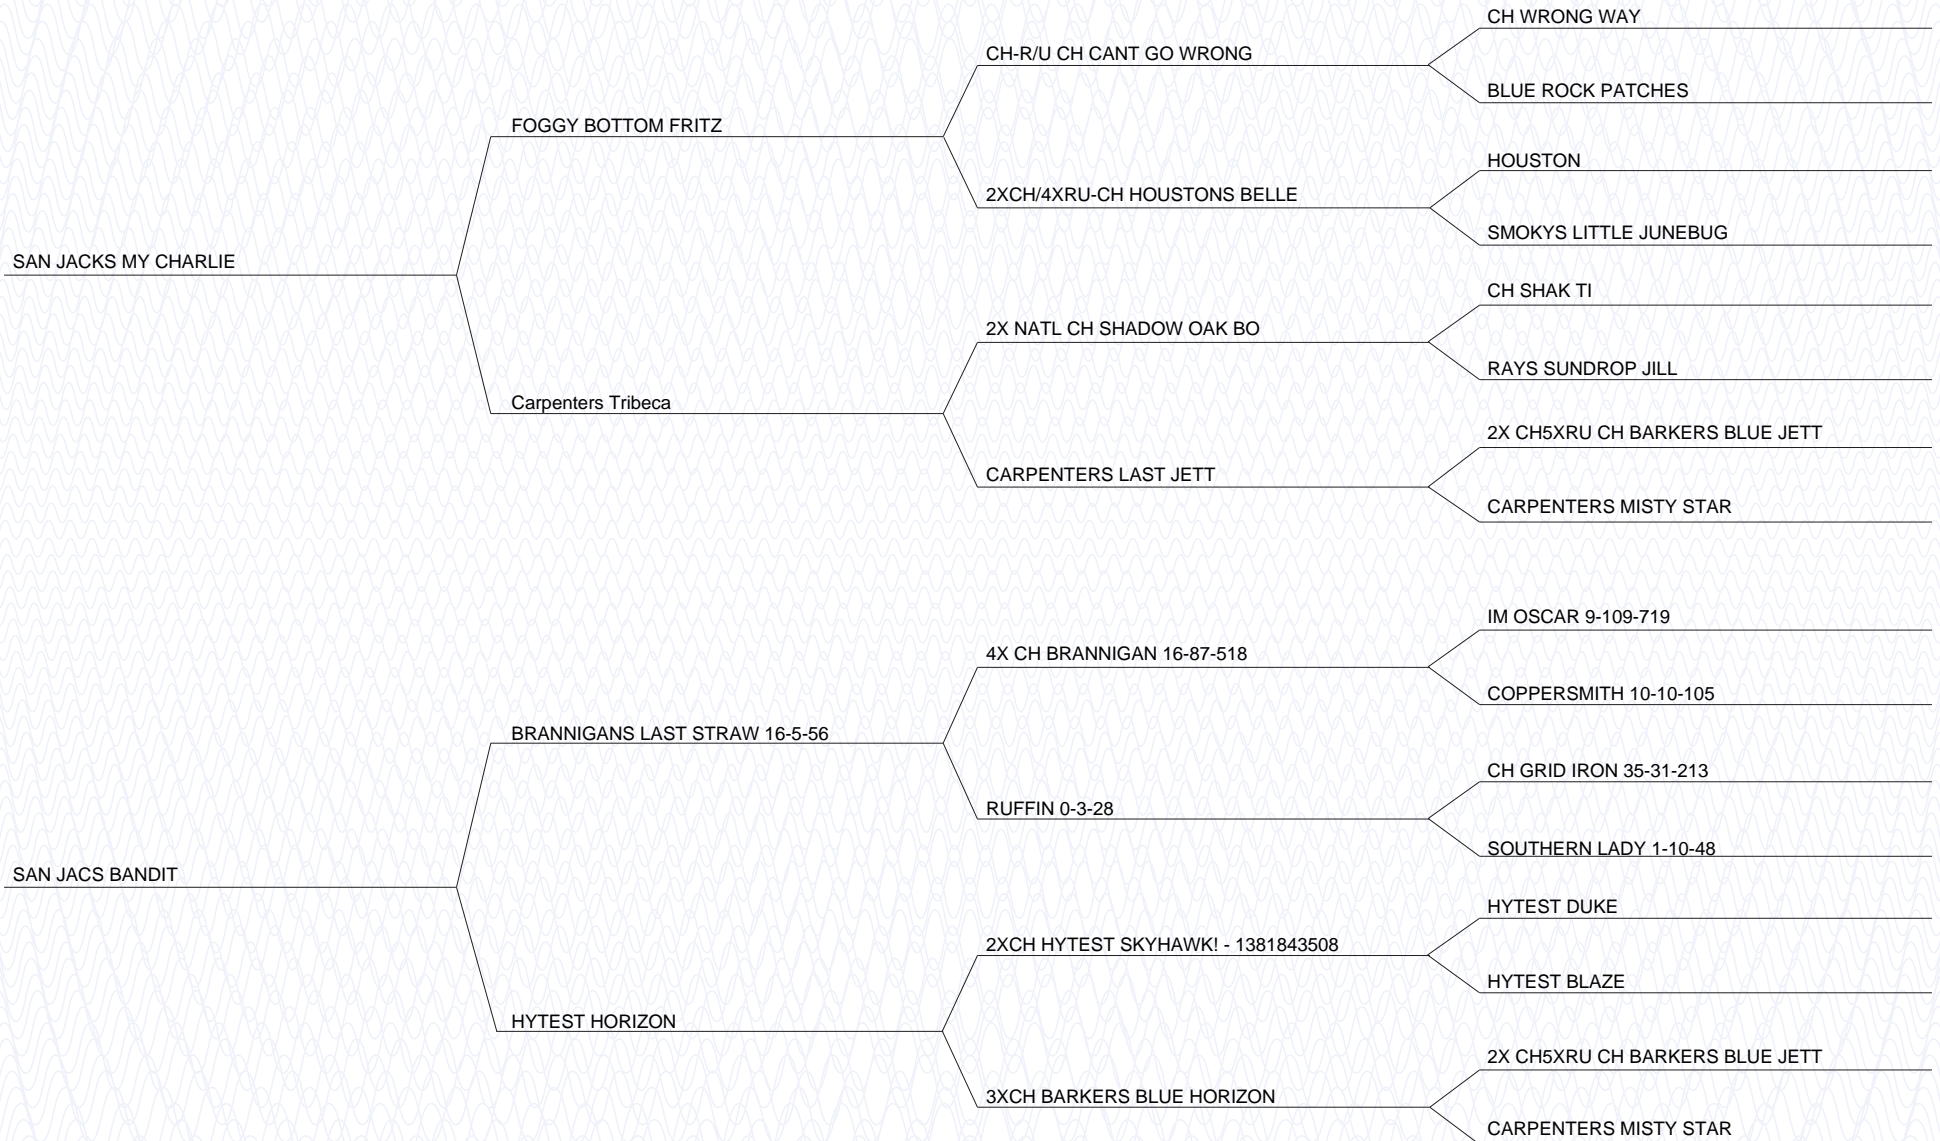 CH WRONG WAY
CH-R/U CH CANT GO WRONG
BLUE ROCK PATCHES
FOGGY BOTTOM FRITZ
HOUSTON
2XCH/4XRU-CH HOUSTONS BELLE
SMOKYS LITTLE JUNEBUG
SAN JACKS MY CHARLIE
CH SHAK TI
2X NATL CH SHADOW OAK BO
RAYS SUNDROP JILL
Carpenters Tribeca
2X CH5XRU CH BARKERS BLUE JETT
CARPENTERS LAST JETT
CARPENTERS MISTY STAR
IM OSCAR 9-109-719
4X CH BRANNIGAN 16-87-518
COPPERSMITH 10-10-105
BRANNIGANS LAST STRAW 16-5-56
CH GRID IRON 35-31-213
RUFFIN 0-3-28
SOUTHERN LADY 1-10-48
SAN JACS BANDIT
HYTEST DUKE
2XCH HYTEST SKYHAWK! - 1381843508
HYTEST BLAZE
HYTEST HORIZON
2X CH5XRU CH BARKERS BLUE JETT
3XCH BARKERS BLUE HORIZON
CARPENTERS MISTY STAR